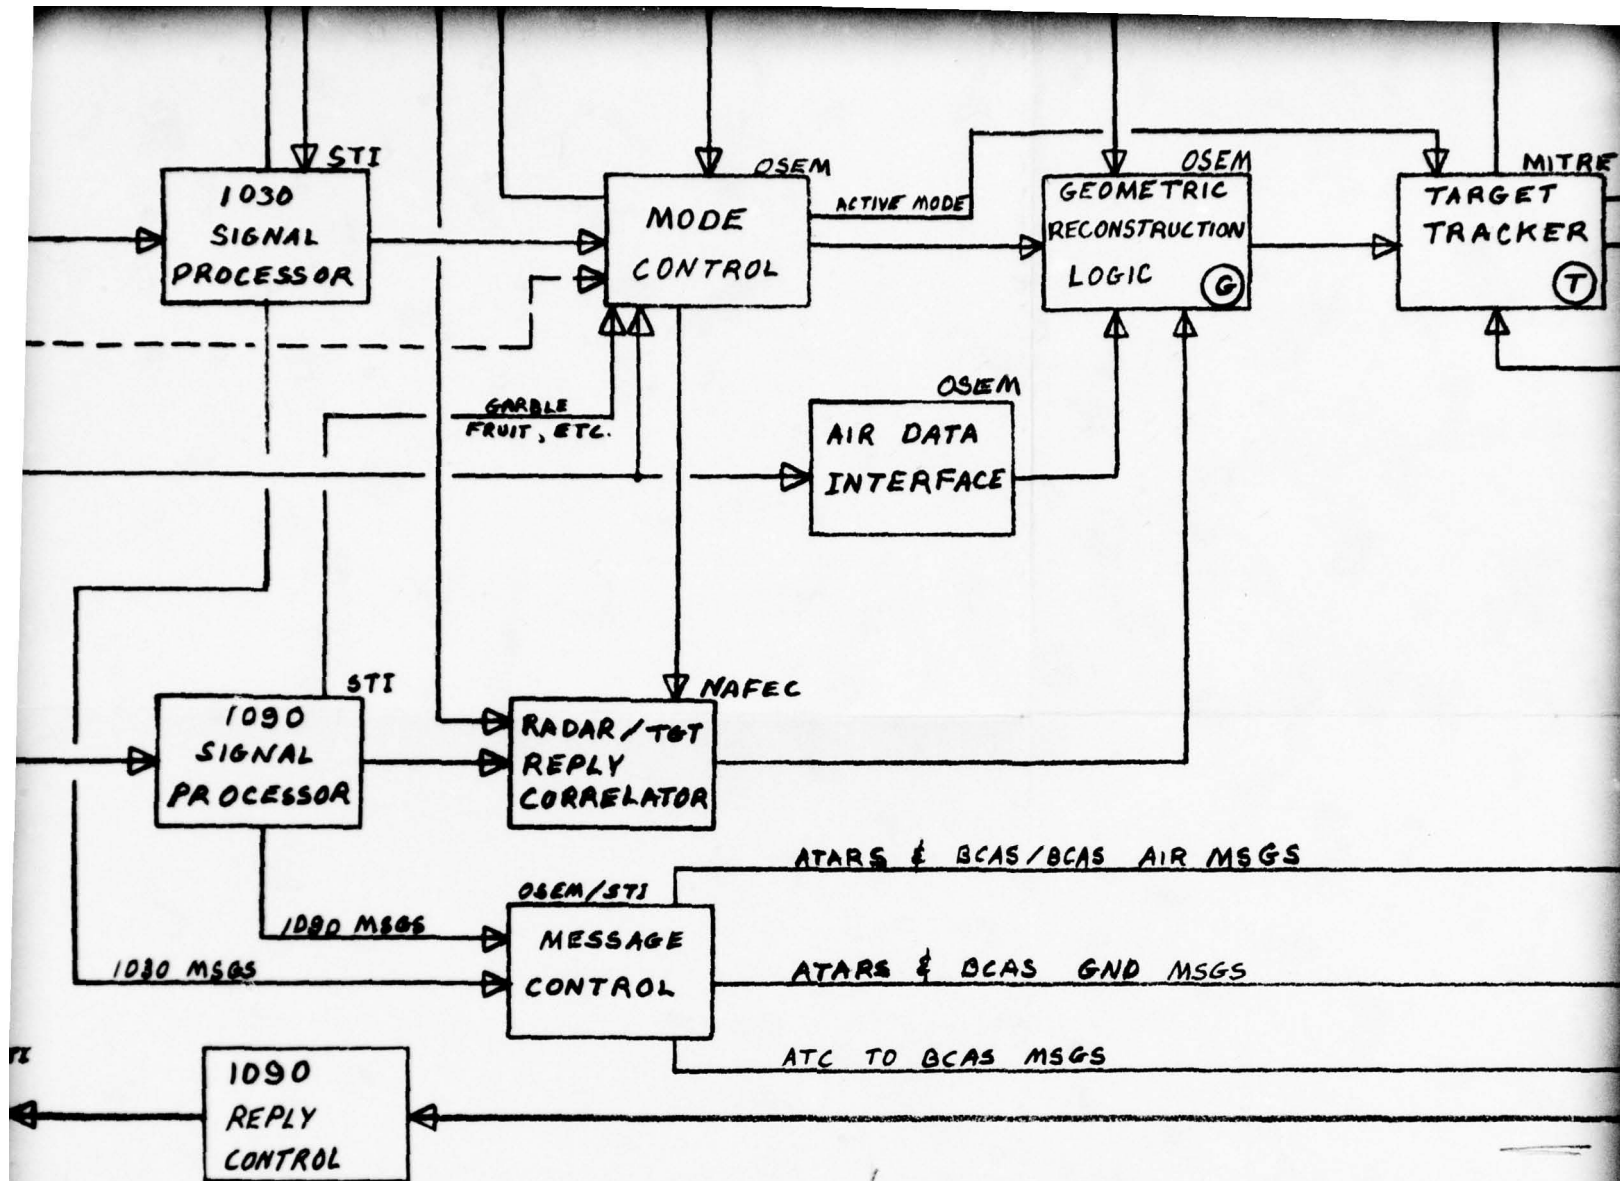 STI
1030
SIGNAL
PROCESSOR
OSEM
MODE
CONTROL
ACTIVE MODE
OSEM
GEOMETRIC
RECONSTRUCTION
LOGIC
G
MITRE
TARGET
TRACKER
T
GARBLE
FRUIT, ETC.
OSEM
AIR DATA
INTERFACE
STI
1090
SIGNAL
PROCESSOR
NAFEC
RADAR/TGT
REPLY
CORRELATOR
ATARS & BCAS/BCAS AIR MSGS
OSEM/STI
MESSAGE
CONTROL
1090 MSGS
1030 MSGS
ATARS & BCAS GND MSGS
ATC TO BCAS MSGS
1090
REPLY
CONTROL